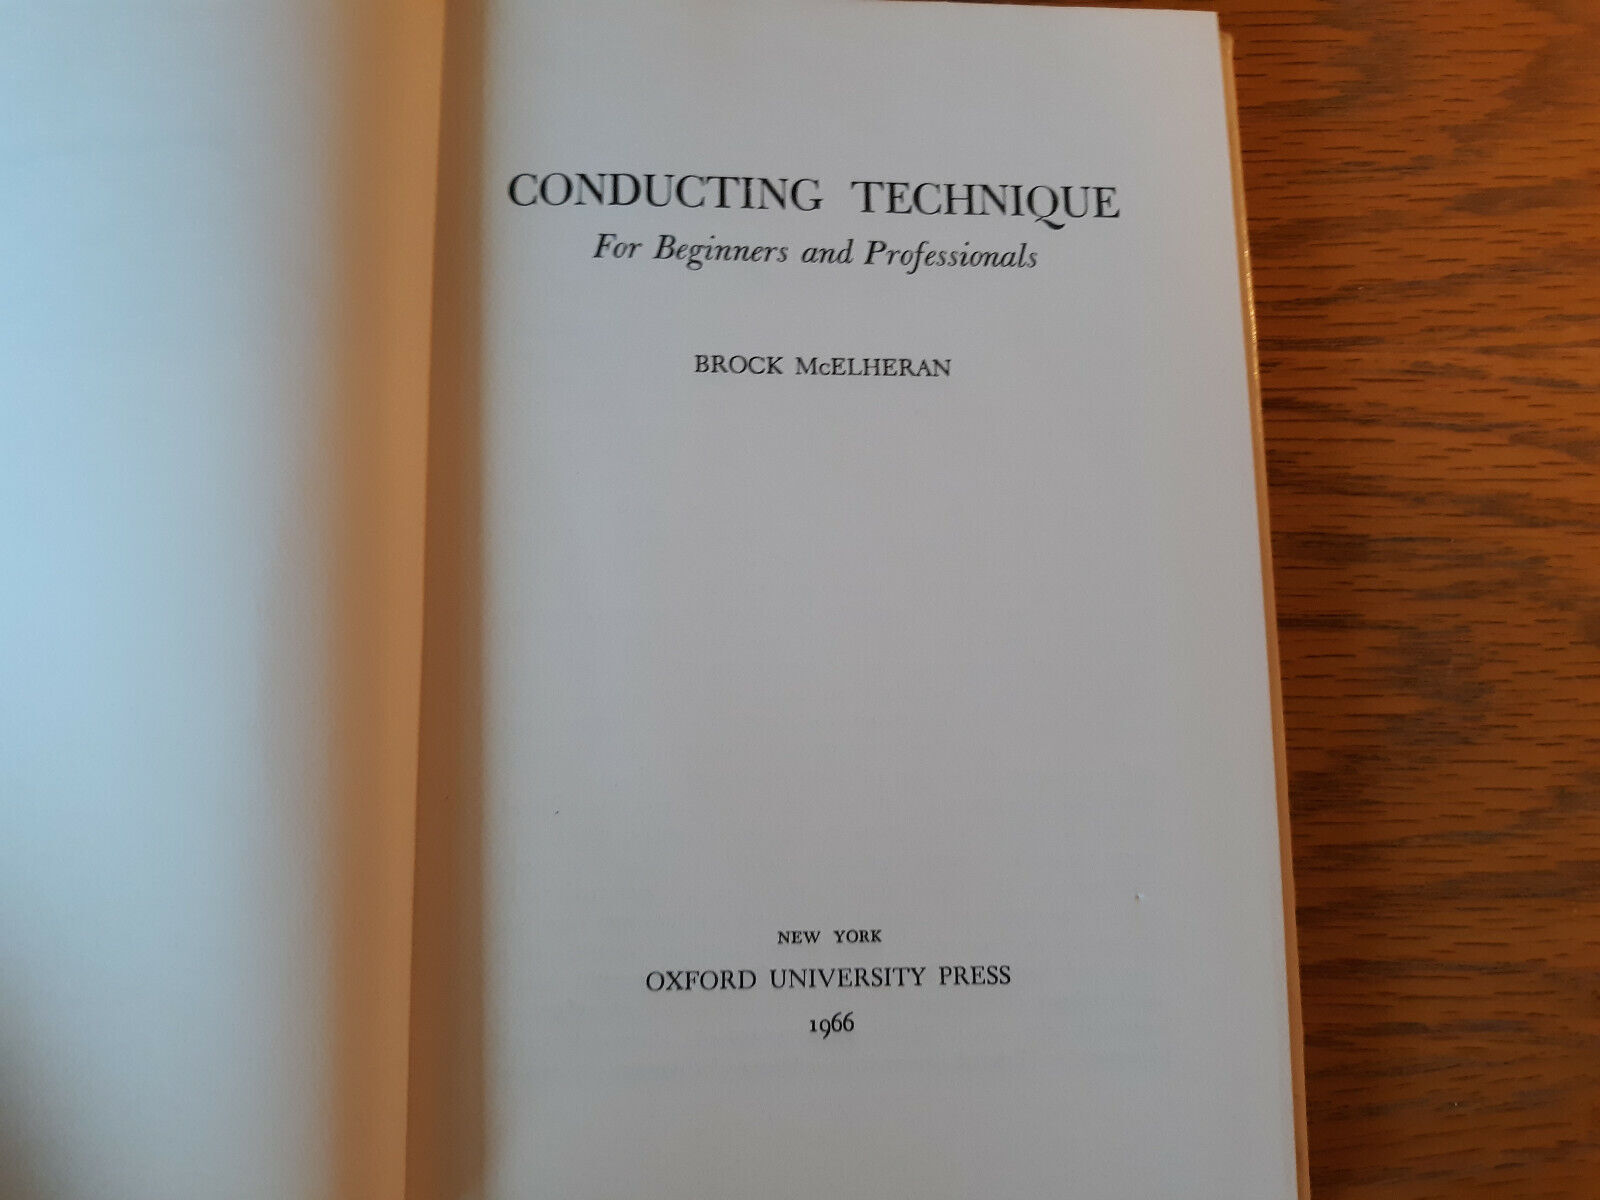 CONDUCTING TECHNIQUE
For Beginners and Professionals
BROCK McELHERAN
NEW YORK
OXFORD UNIVERSITY PRESS
1966